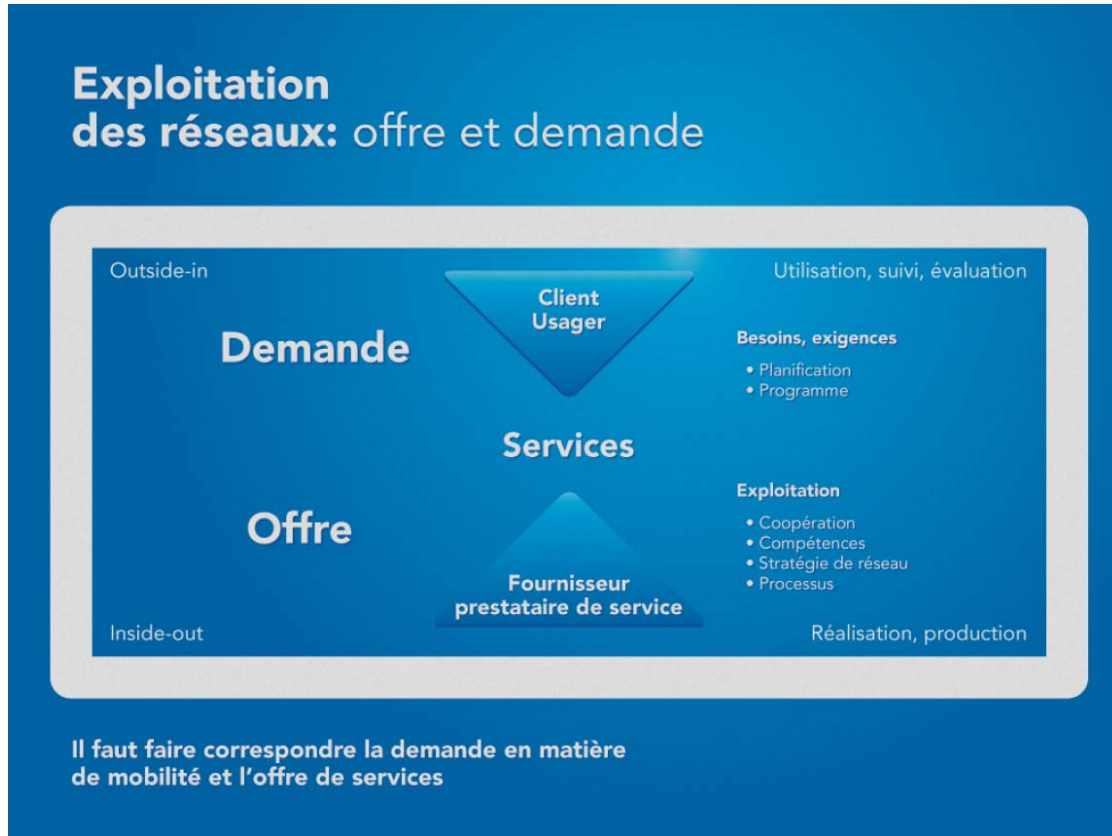 Exploitation
des réseaux: offre et demande
Outside-in
Utilisation, suivi, évaluation
Client
Usager
Demande
Besoins, exigences
• Planification
• Programme
Services
Offre
Exploitation
• Coopération
• Compétences
• Stratégie de réseau
• Processus
Fournisseur
prestataire de service
Inside-out
Réalisation, production
Il faut faire correspondre la demande en matière
de mobilité et l'offre de services